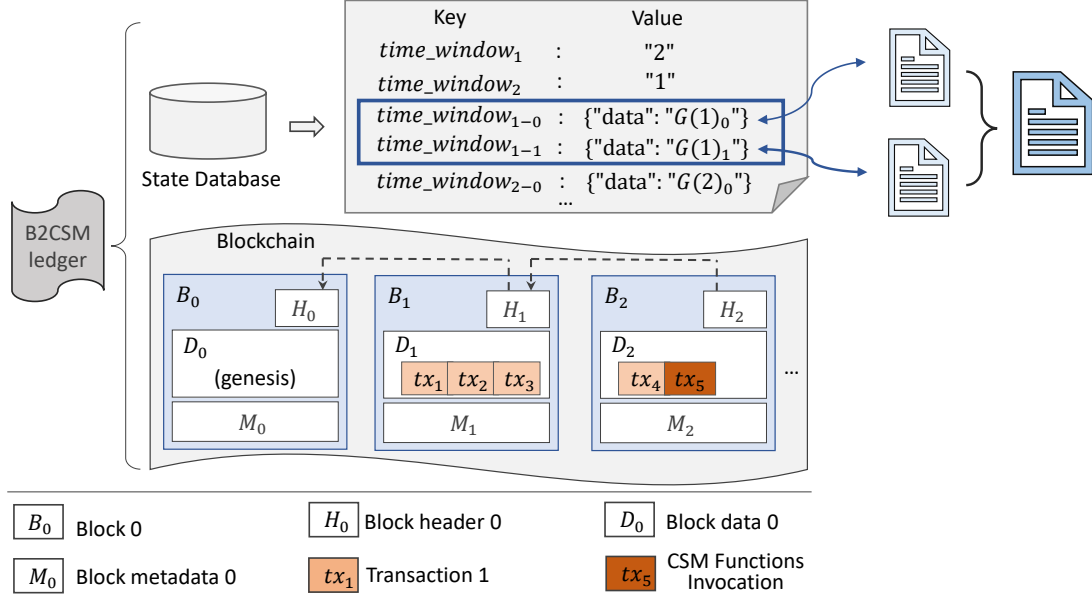 Key Value
time_window₁ : "2"
time_window₂ : "1"
time_window₁₋₀ : {"data": "G(1)₀"}
time_window₁₋₁ : {"data": "G(1)₁"}
time_window₂₋₀ : {"data": "G(2)₀"}
...
State Database
B2CSM
ledger
Blockchain
B₀ H₀
D₀
(genesis)
M₀
B₁ H₁
D₁
tx₁ tx₂ tx₃
M₁
B₂ H₂
D₂
tx₄ tx₅
M₂
...
B₀ Block 0
H₀ Block header 0
D₀ Block data 0
M₀ Block metadata 0
tx₁ Transaction 1
tx₅ CSM Functions
Invocation